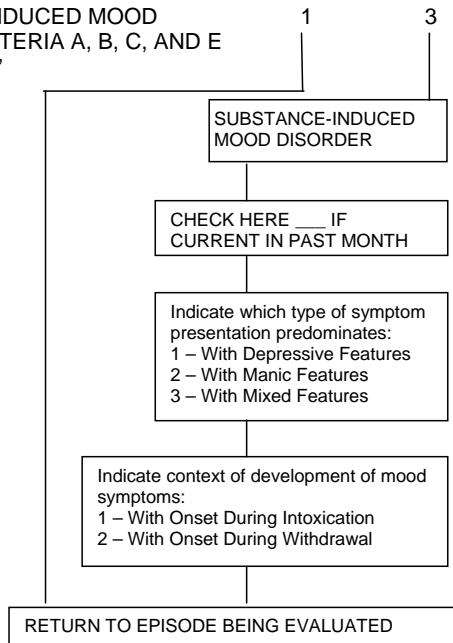 INDUCED MOOD 1 3
TERIA A, B, C, AND E
SUBSTANCE-INDUCED
MOOD DISORDER
CHECK HERE ___ IF
CURRENT IN PAST MONTH
Indicate which type of symptom
presentation predominates:
1 – With Depressive Features
2 – With Manic Features
3 – With Mixed Features
Indicate context of development of mood
symptoms:
1 – With Onset During Intoxication
2 – With Onset During Withdrawal
RETURN TO EPISODE BEING EVALUATED